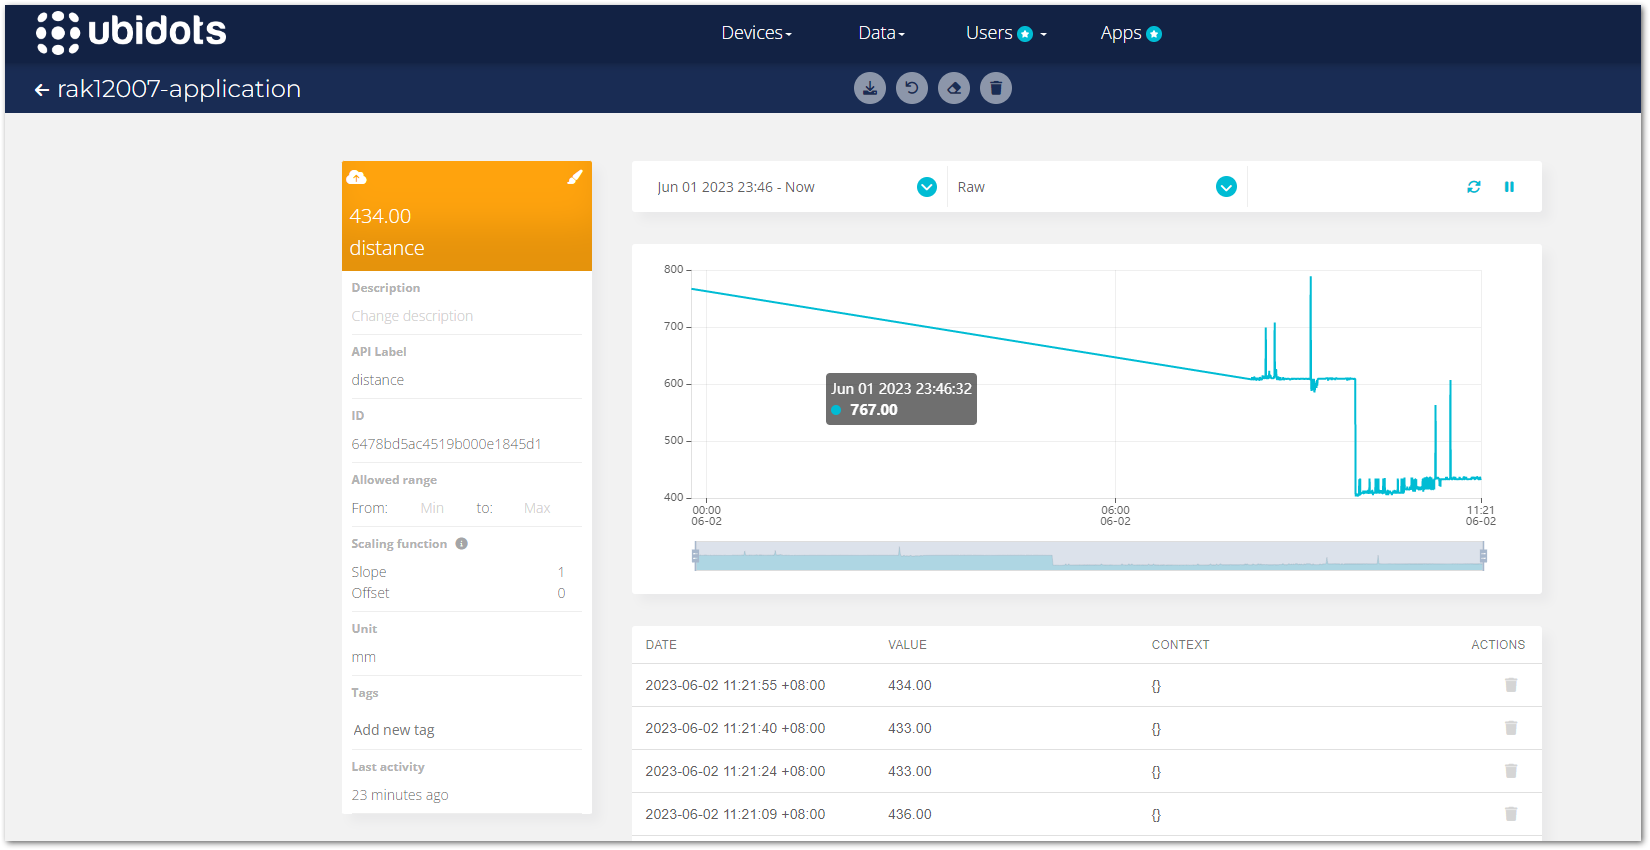 ubidots
Devices
Data
Users
Apps
rak12007-application
434.00
distance
Description
Change description
API Label
distance
ID
6478bd5ac4519b000e1845d1
Allowed range
From: Min to: Max
Scaling function
Slope 1
Offset 0
Unit
mm
Tags
Add new tag
Last activity
23 minutes ago
Jun 01 2023 23:46 - Now
Raw
800
700
600
500
400
Jun 01 2023 23:46:32
767.00
00:00
06-02
06:00
06-02
11:21
06-02
DATE VALUE CONTEXT ACTIONS
2023-06-02 11:21:55 +08:00 434.00 {}
2023-06-02 11:21:40 +08:00 433.00 {}
2023-06-02 11:21:24 +08:00 433.00 {}
2023-06-02 11:21:09 +08:00 436.00 {}